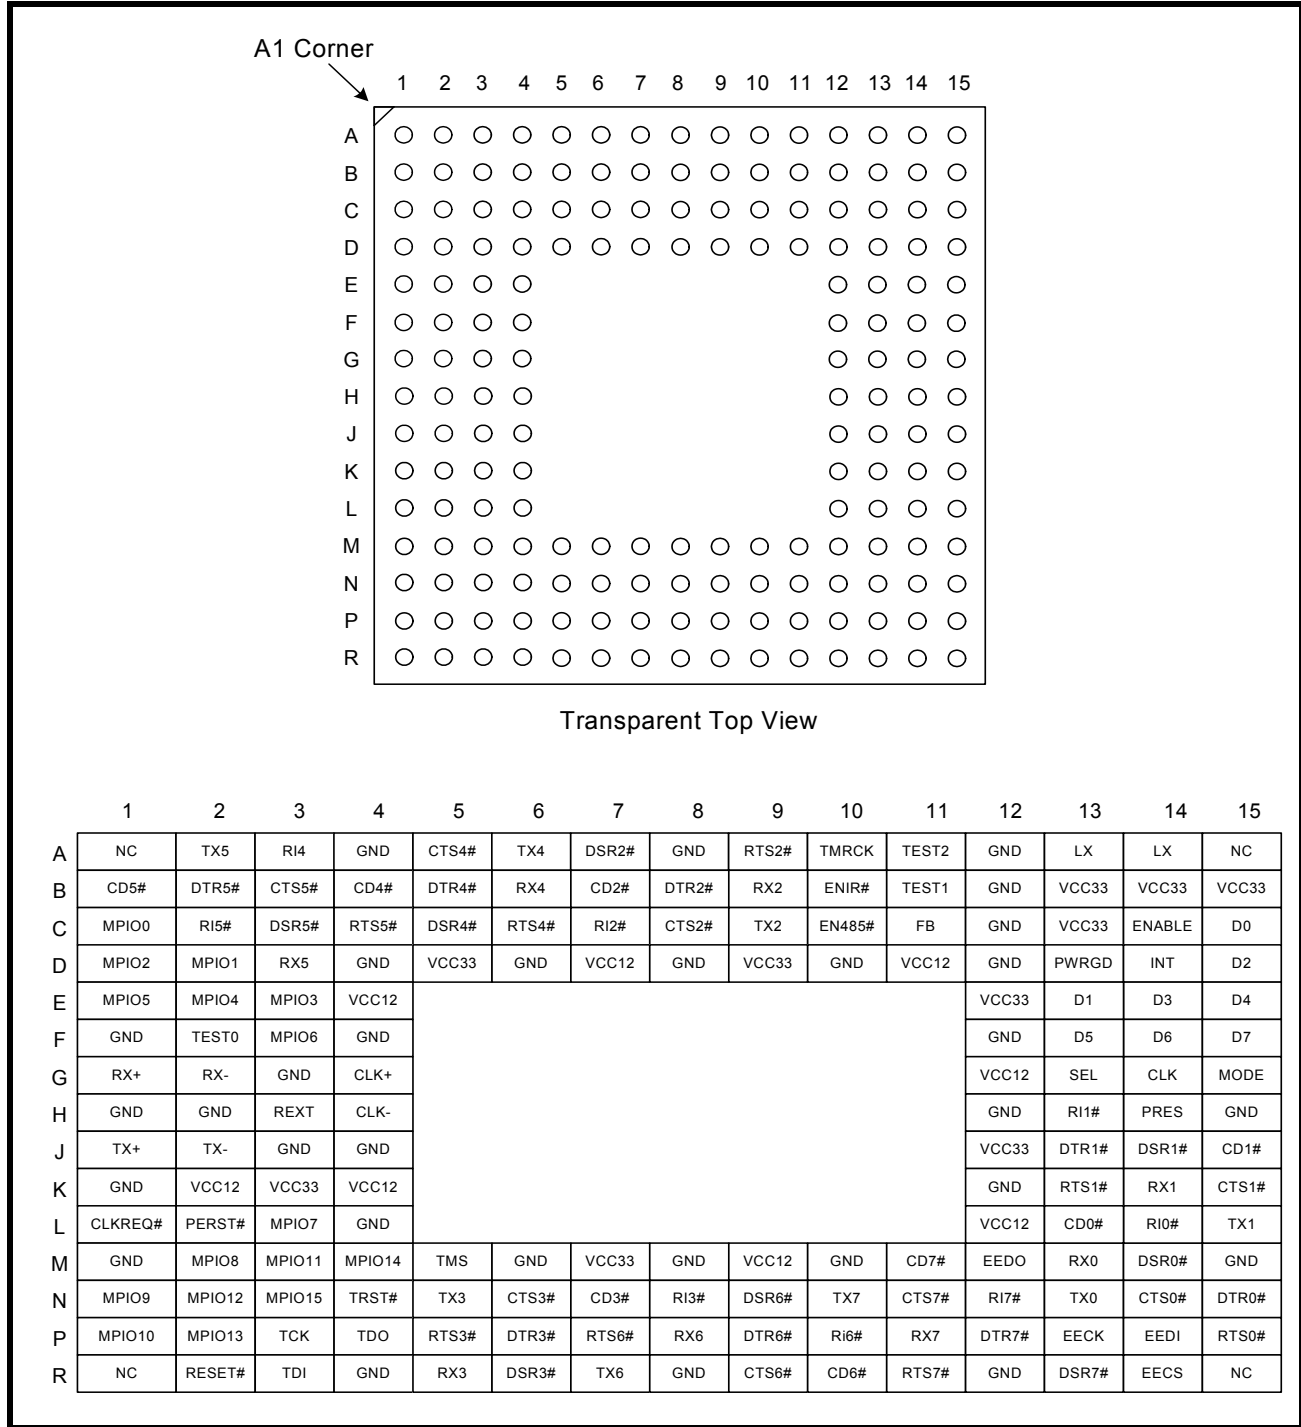 A1 Corner
1 2 3 4 5 6 7 8 9 10 11 12 13 14 15
A
B
C
D
E
F
G
H
J
K
L
M
N
P
R
Transparent Top View
1 2 3 4 5 6 7 8 9 10 11 12 13 14 15
A NC TX5 RI4 GND CTS4# TX4 DSR2# GND RTS2# TMRCK TEST2 GND LX LX NC
B CD5# DTR5# CTS5# CD4# DTR4# RX4 CD2# DTR2# RX2 ENIR# TEST1 GND VCC33 VCC33 VCC33
C MPIO0 RI5# DSR5# RTS5# DSR4# RTS4# RI2# CTS2# TX2 EN485# FB GND VCC33 ENABLE D0
D MPIO2 MPIO1 RX5 GND VCC33 GND VCC12 GND VCC33 GND VCC12 GND PWRGD INT D2
E MPIO5 MPIO4 MPIO3 VCC12 VCC33 D1 D3 D4
F GND TEST0 MPIO6 GND GND D5 D6 D7
G RX+ RX- GND CLK+ VCC12 SEL CLK MODE
H GND GND REXT CLK- GND RI1# PRES GND
J TX+ TX- GND GND VCC33 DTR1# DSR1# CD1#
K GND VCC12 VCC33 VCC12 GND RTS1# RX1 CTS1#
L CLKREQ# PERST# MPIO7 GND VCC12 CD0# RI0# TX1
M GND MPIO8 MPIO11 MPIO14 TMS GND VCC33 GND VCC12 GND CD7# EEDO RX0 DSR0# GND
N MPIO9 MPIO12 MPIO15 TRST# TX3 CTS3# CD3# RI3# DSR6# TX7 CTS7# RI7# TX0 CTS0# DTR0#
P MPIO10 MPIO13 TCK TDO RTS3# DTR3# RTS6# RX6 DTR6# Ri6# RX7 DTR7# EECK EEDI RTS0#
R NC RESET# TDI GND RX3 DSR3# TX6 GND CTS6# CD6# RTS7# GND DSR7# EECS NC